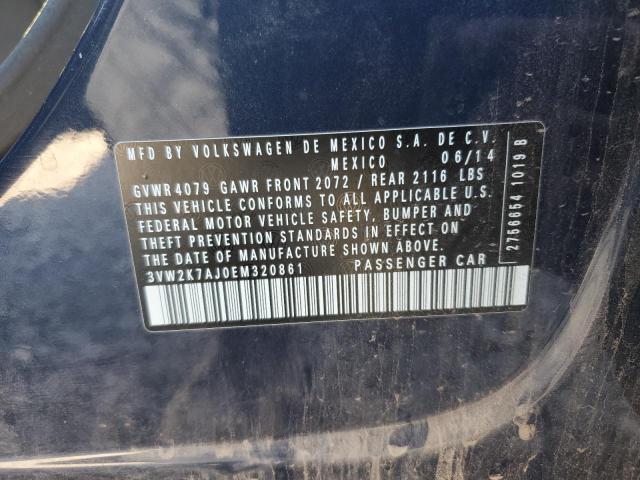 MFD BY VOLKSWAGEN DE MEXICO S.A. DE C.V.
MEXICO 06/14
GVWR 4079 GAWR FRONT 2072 / REAR 2116 LBS
THIS VEHICLE CONFORMS TO ALL APPLICABLE U.S.
FEDERAL MOTOR VEHICLE SAFETY, BUMPER AND
THEFT PREVENTION STANDARDS IN EFFECT ON
THE DATE OF MANUFACTURE SHOWN ABOVE.
3VW2K7AJ0EM320861 PASSENGER CAR
2756654 1019 B